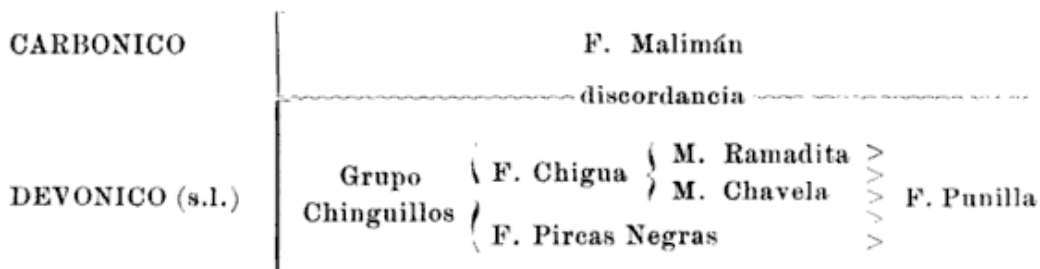 CARBONICO F. Malimán
discordancia
M. Ramadita
Grupo F. Chigua
M. Chavela
DEVONICO (s.l.) F. Punilla
Chinguillos
F. Pircas Negras